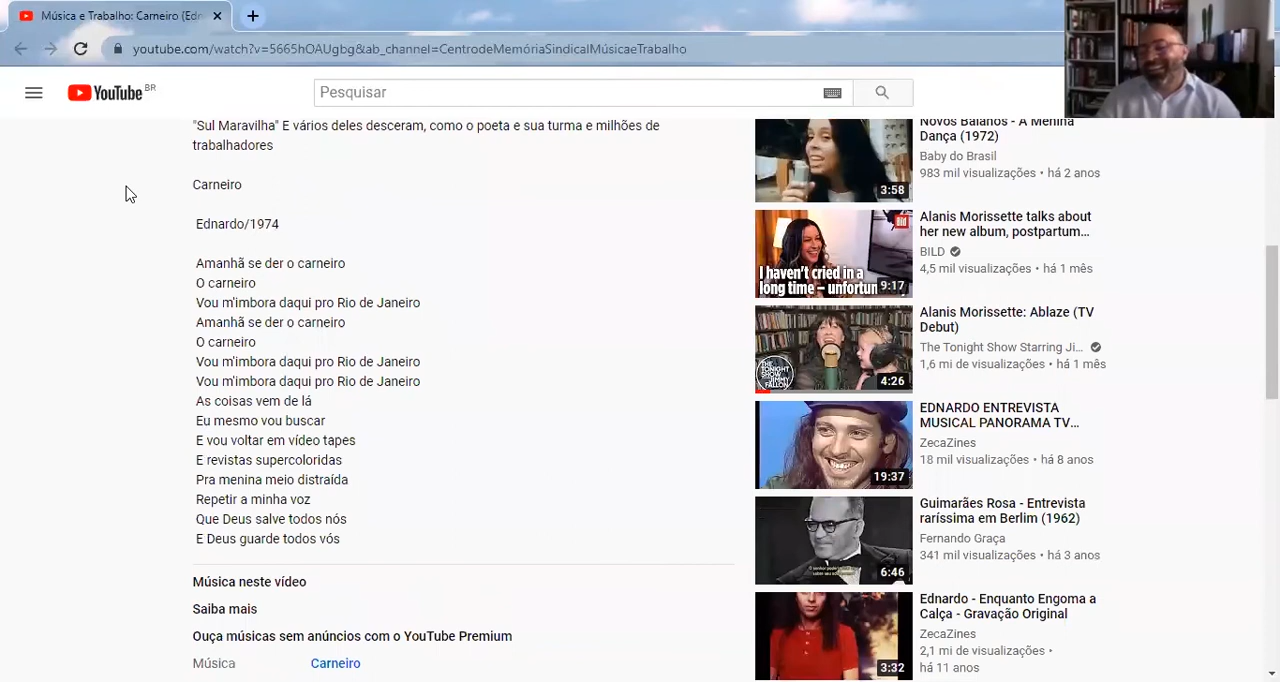 Música e Trabalho: Carneiro (Edn
youtube.com/watch?v=5665hOAUgbg&ab_channel=CentrodeMemóriaSindicalMúsicaeTrabalho
YouTube BR
Pesquisar
"Sul Maravilha" E vários deles desceram, como o poeta e sua turma e milhões de
trabalhadores
Carneiro
Ednardo/1974
Amanhã se der o carneiro
O carneiro
Vou m'imbora daqui pro Rio de Janeiro
Amanhã se der o carneiro
O carneiro
Vou m'imbora daqui pro Rio de Janeiro
Vou m'imbora daqui pro Rio de Janeiro
As coisas vem de lá
Eu mesmo vou buscar
E vou voltar em vídeo tapes
E revistas supercoloridas
Pra menina meio distraída
Repetir a minha voz
Que Deus salve todos nós
E Deus guarde todos vós
Música neste vídeo
Saiba mais
Ouça músicas sem anúncios com o YouTube Premium
Música Carneiro
Novos Baianos - A Menina
Dança (1972)
Baby do Brasil
983 mil visualizações • há 2 anos
3:58
Alanis Morissette talks about
her new album, postpartum...
BILD
4,5 mil visualizações • há 1 mês
Bild
I haven't cried in a
long time – unfortun
9:17
Alanis Morissette: Ablaze (TV
Debut)
The Tonight Show Starring Ji...
1,6 mi de visualizações • há 1 mês
THE
TONIGHT
SHOW
JIMMY
FALLON
4:26
EDNARDO ENTREVISTA
MUSICAL PANORAMA TV...
ZecaZines
18 mil visualizações • há 8 anos
19:37
Guimarães Rosa - Entrevista
raríssima em Berlim (1962)
Fernando Graça
341 mil visualizações • há 3 anos
6:46
Ednardo - Enquanto Engoma a
Calça - Gravação Original
ZecaZines
2,1 mi de visualizações •
há 11 anos
3:32